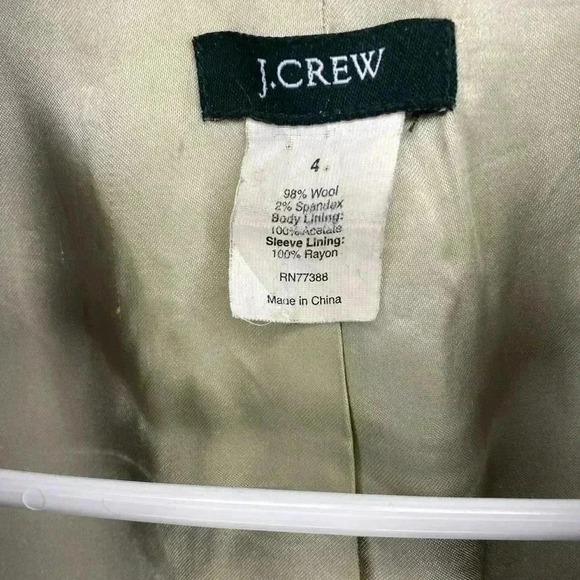 J.CREW
4
98% Wool
2% Spandex
Body Lining:
100% Acetate
Sleeve Lining:
100% Rayon
RN77388
Made in China